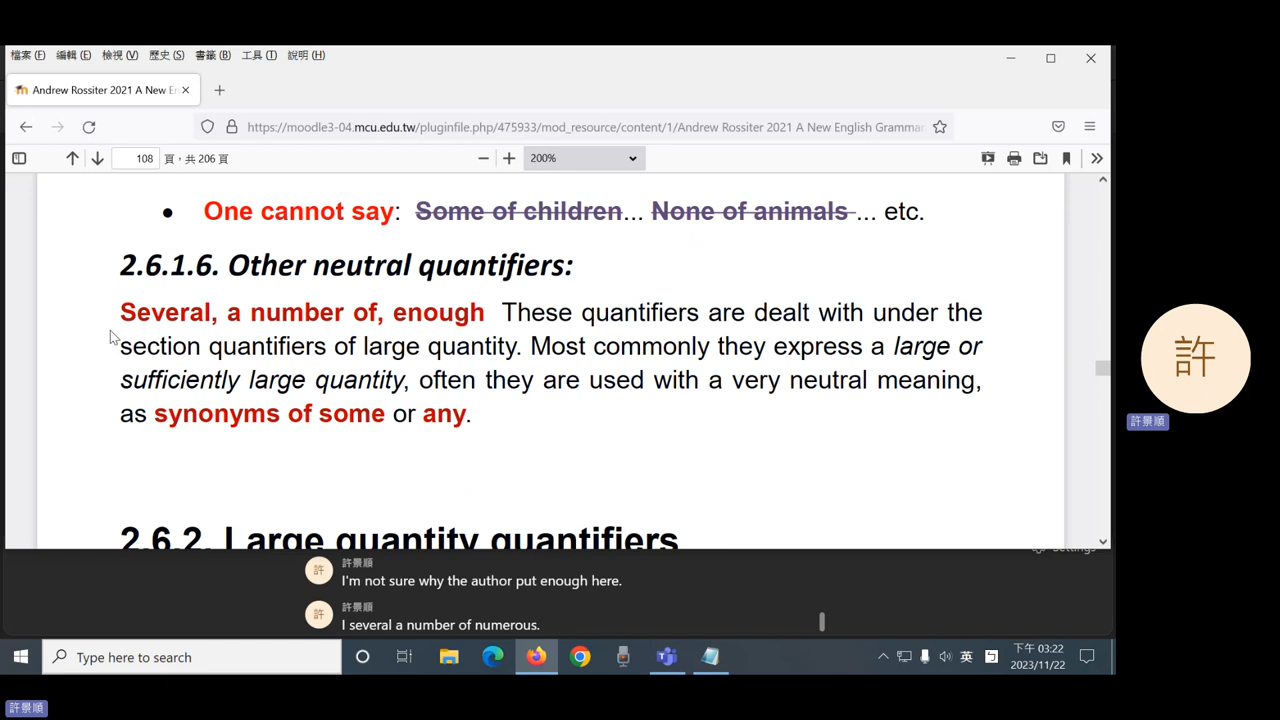 檔案 (F) 編輯 (E) 檢視 (V) 歷史 (S) 書籤 (B) 工具 (T) 說明 (H)
Andrew Rossiter 2021 A New En
https://moodle3-04.mcu.edu.tw/pluginfile.php/475933/mod_resource/content/1/Andrew Rossiter 2021 A New English Grammar
108 頁，共 206 頁 200%
• One cannot say: Some of children... None of animals ... etc.
2.6.1.6. Other neutral quantifiers:
Several, a number of, enough These quantifiers are dealt with under the
section quantifiers of large quantity. Most commonly they express a large or
sufficiently large quantity, often they are used with a very neutral meaning,
as synonyms of some or any.
2.6.2. Large quantity quantifiers
Settings
許景順
許 I'm not sure why the author put enough here.
許景順
許 I several a number of numerous.
許
許景順
Type here to search
英
下午 03:22
2023/11/22
許景順